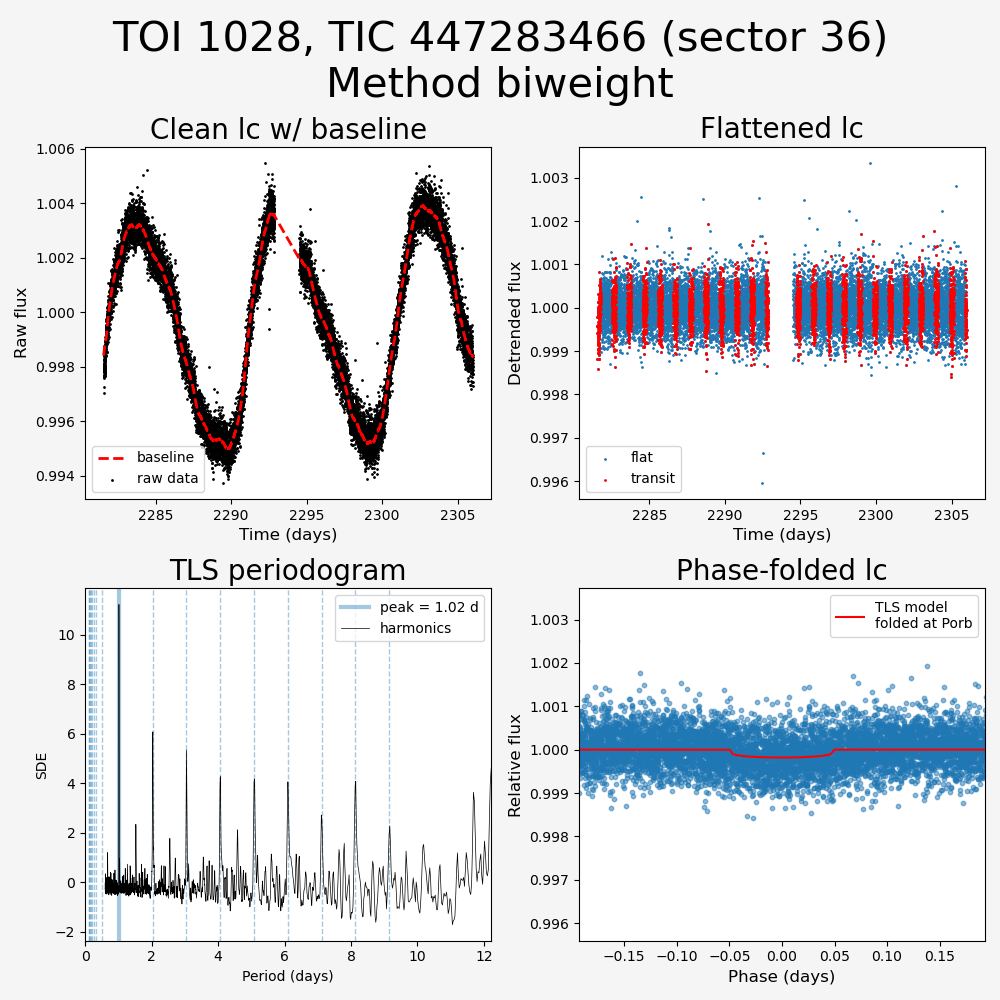 TOI 1028, TIC 447283466 (sector 36)
Method biweight
Clean lc w/ baseline
1.006
1.004
1.002
1.000
0.998
0.996
0.994
Raw flux
baseline
raw data
2285
2290
2295
2300
2305
Time (days)
Flattened lc
1.003
1.002
1.001
1.000
0.999
0.998
0.997
0.996
Detrended flux
flat
transit
2285
2290
2295
2300
2305
Time (days)
TLS periodogram
10
8
6
4
2
0
−2
SDE
peak = 1.02 d
harmonics
0
2
4
6
8
10
12
Period (days)
Phase-folded lc
1.003
1.002
1.001
1.000
0.999
0.998
0.997
0.996
Relative flux
TLS model
folded at Porb
−0.15
−0.10
−0.05
0.00
0.05
0.10
0.15
Phase (days)